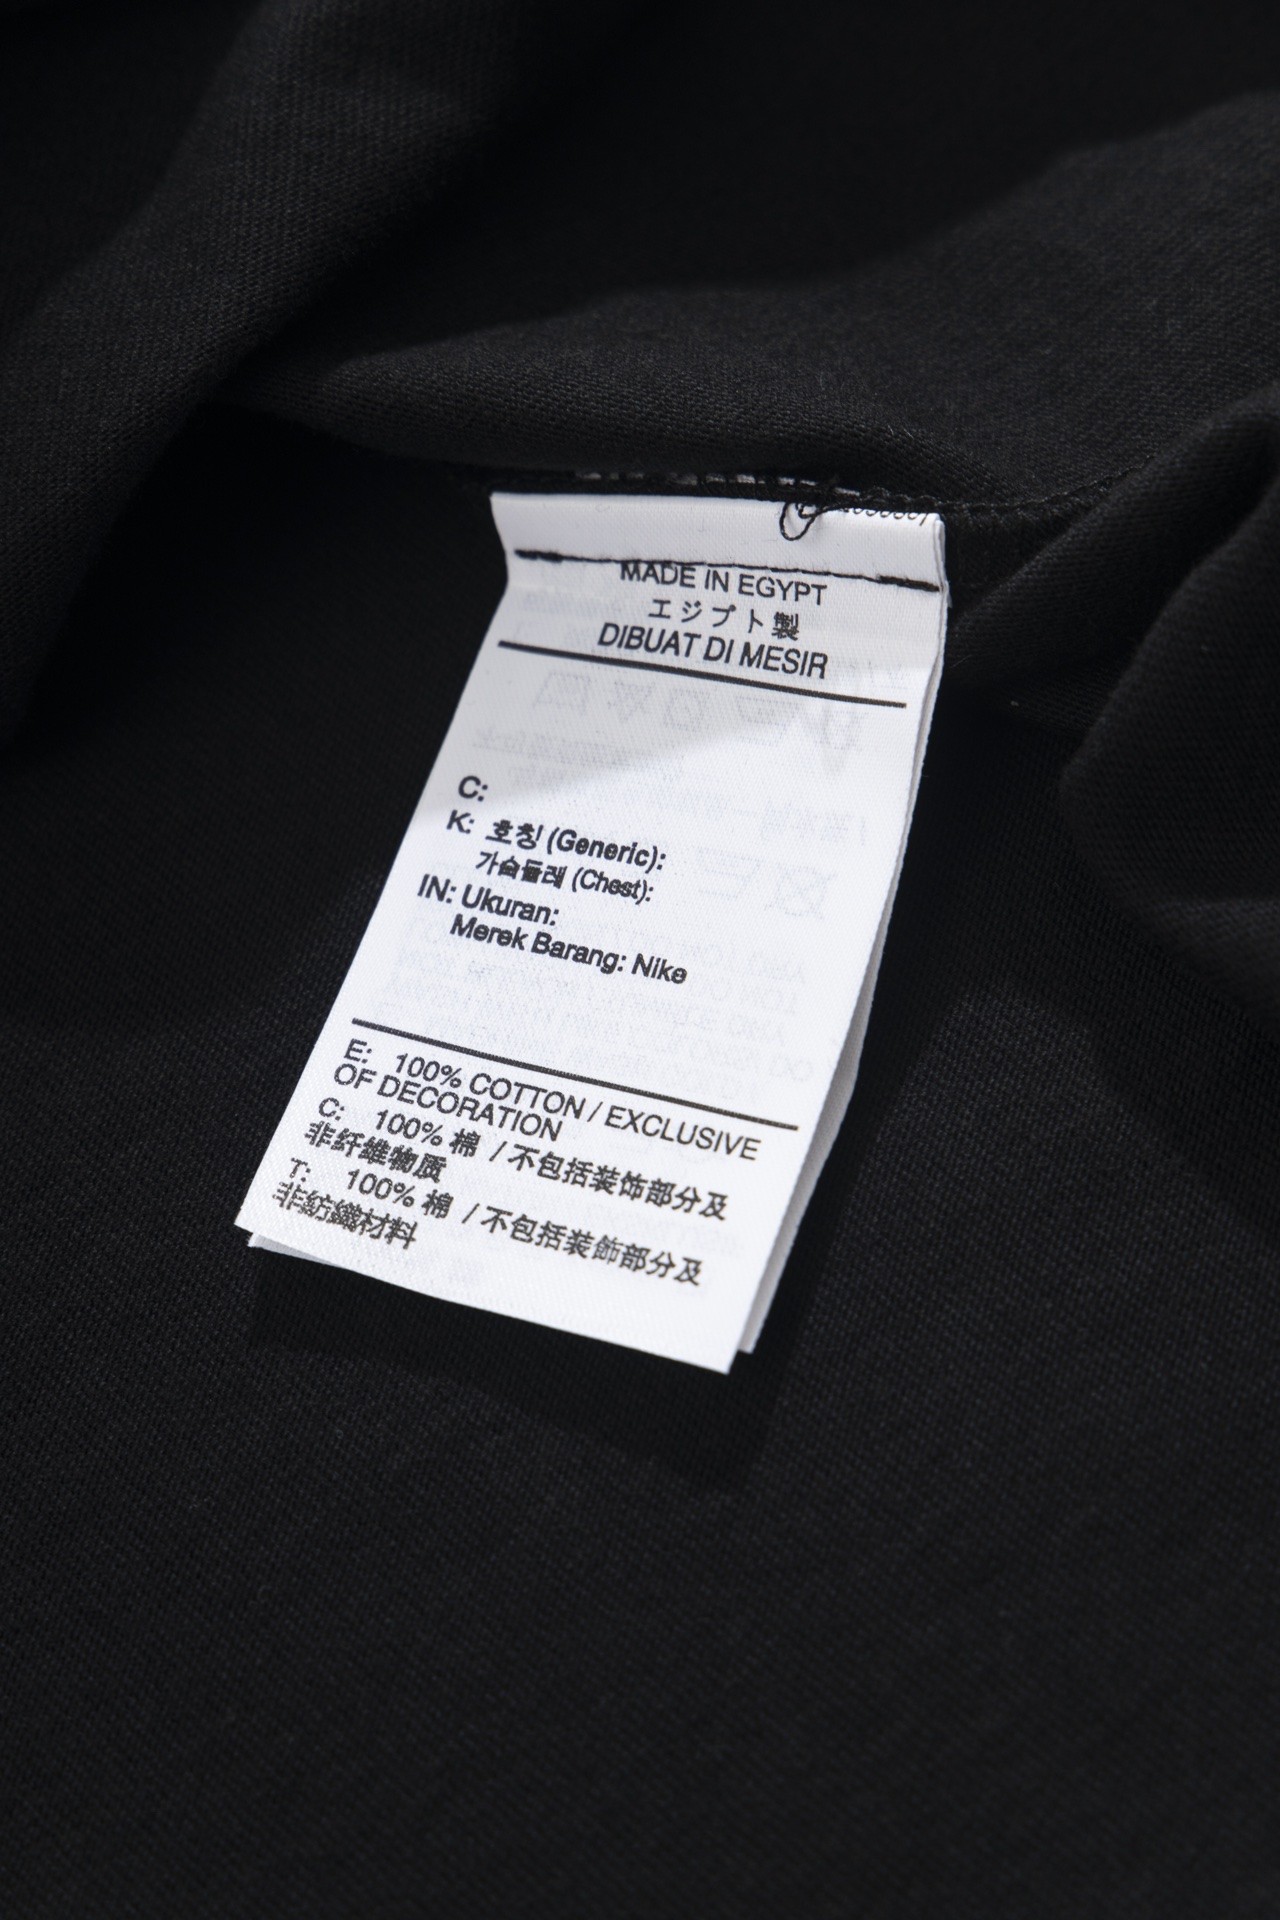 MADE IN EGYPT
エジプト製
DIBUAT DI MESIR
C:
K: 호칭 (Generic):
가슴둘레 (Chest):
IN: Ukuran:
Merek Barang: Nike
E: 100% COTTON / EXCLUSIVE
OF DECORATION
C: 100% 棉 / 不包括装饰部分及
非纤维物质
T: 100% 棉 / 不包括装飾部分及
非紡織材料